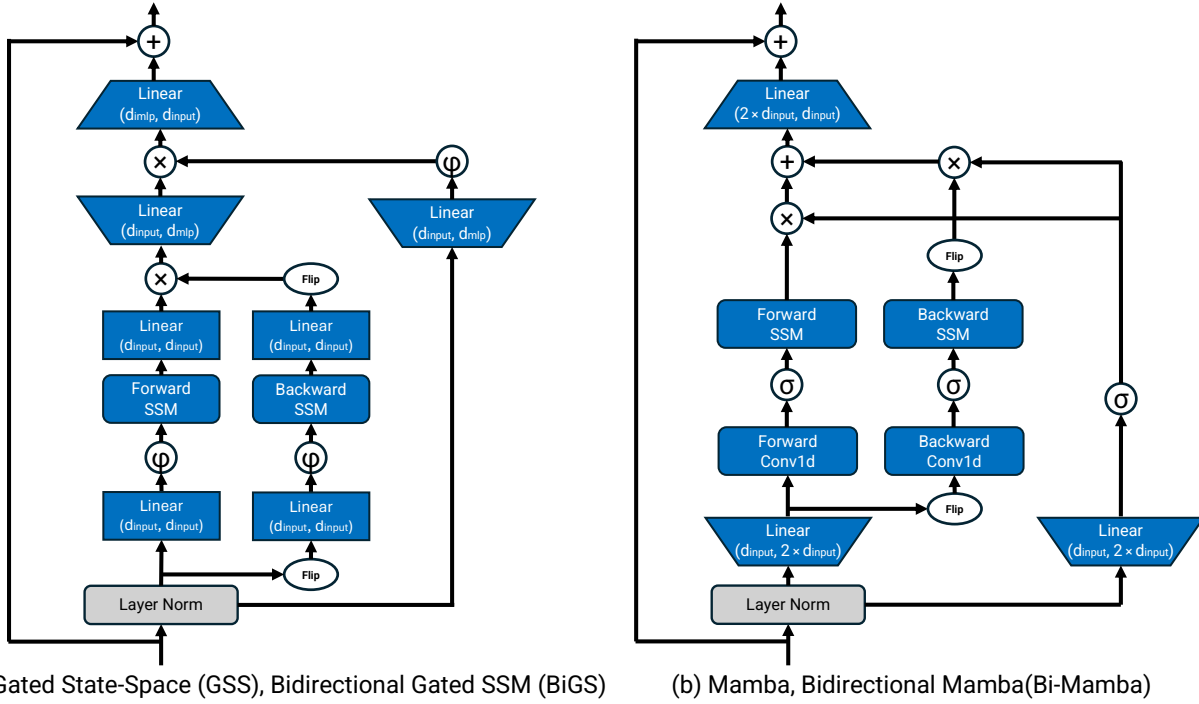 +
Linear
(dmlp, dinput)
×
φ
Linear
(dinput, dmlp)
Linear
(dinput, dmlp)
×
Flip
Linear
(dinput, dinput)
Linear
(dinput, dinput)
Forward
SSM
Backward
SSM
φ
φ
Linear
(dinput, dinput)
Linear
(dinput, dinput)
Flip
Layer Norm
Gated State-Space (GSS), Bidirectional Gated SSM (BiGS)
+
Linear
(2 × dinput, dinput)
+
×
×
Flip
Forward
SSM
Backward
SSM
σ
σ
σ
Forward
Conv1d
Backward
Conv1d
Flip
Linear
(dinput, 2 × dinput)
Linear
(dinput, 2 × dinput)
Layer Norm
(b) Mamba, Bidirectional Mamba(Bi-Mamba)